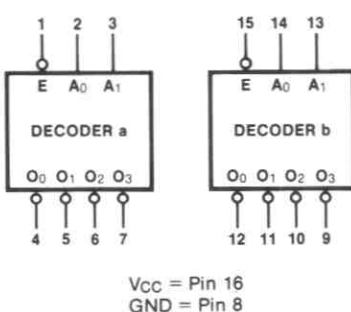 1 2 3 15 14 13
E A0 A1 E A0 A1
DECODER a DECODER b
O0 O1 O2 O3 O0 O1 O2 O3
4 5 6 7 12 11 10 9
VCC = Pin 16
GND = Pin 8